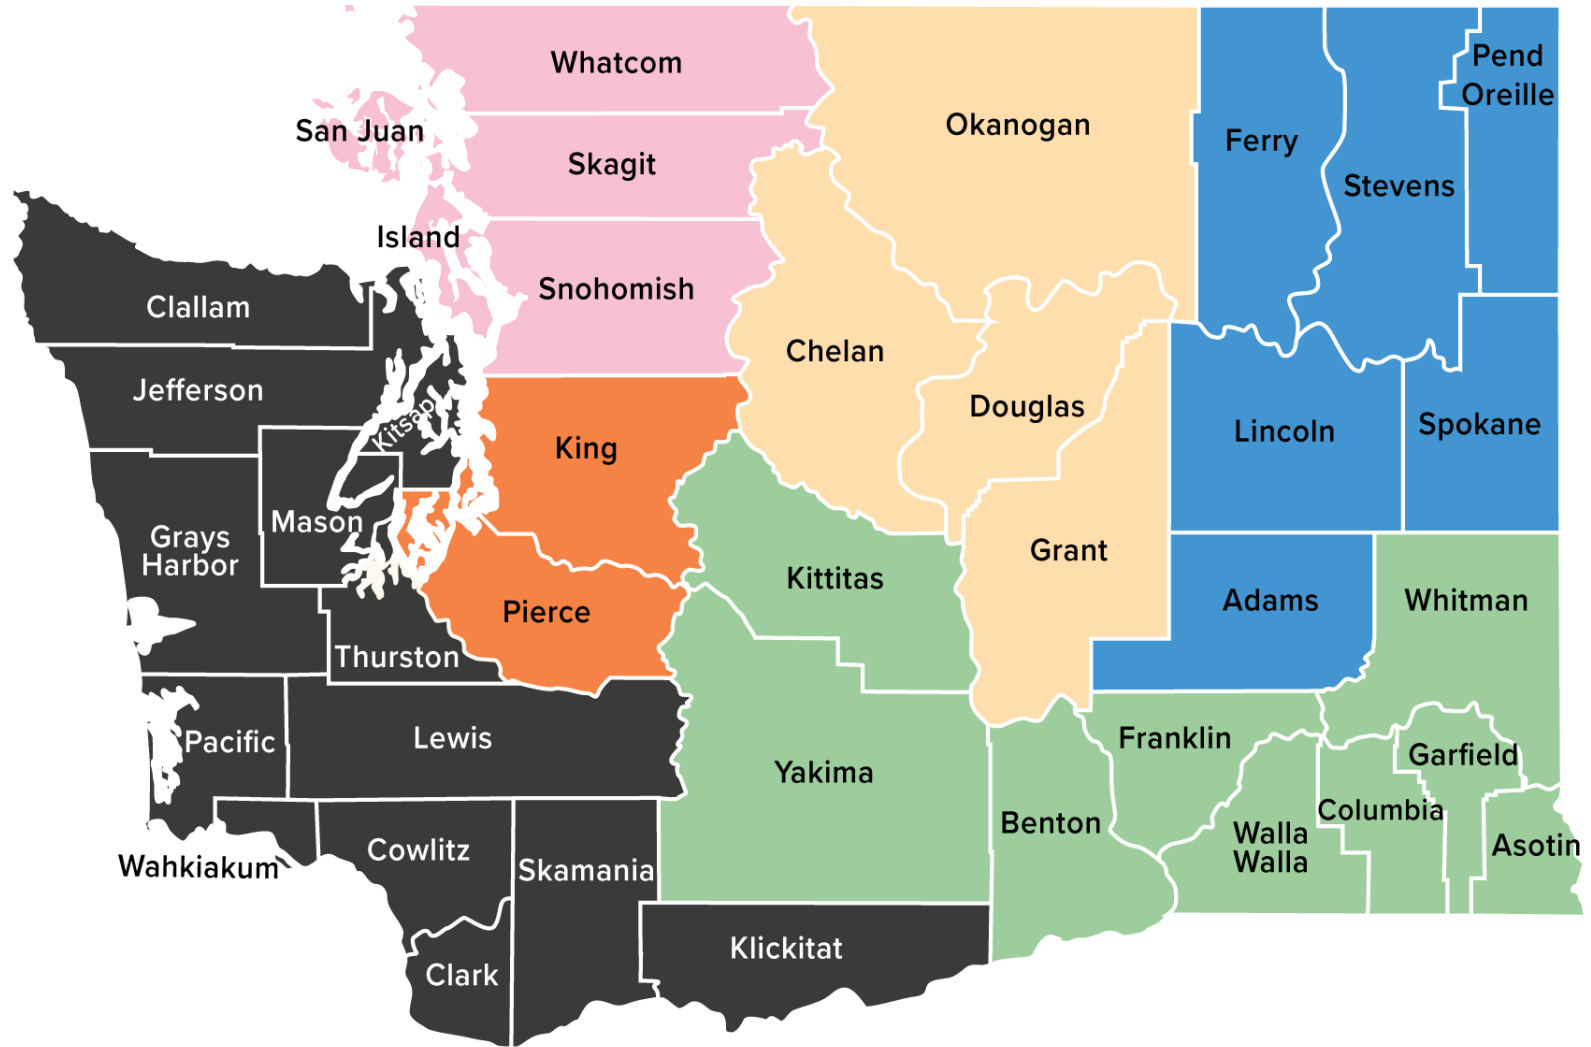 Whatcom
Pend
Oreille
Okanogan
San Juan
Ferry
Skagit
Stevens
Island
Snohomish
Clallam
Chelan
Jefferson
Douglas
Kitsap
Spokane
Lincoln
King
Mason
Grays
Harbor
Grant
Kittitas
Adams
Whitman
Pierce
Thurston
Pacific
Lewis
Franklin
Garfield
Yakima
Columbia
Benton
Walla
Walla
Asotin
Cowlitz
Wahkiakum
Skamania
Klickitat
Clark